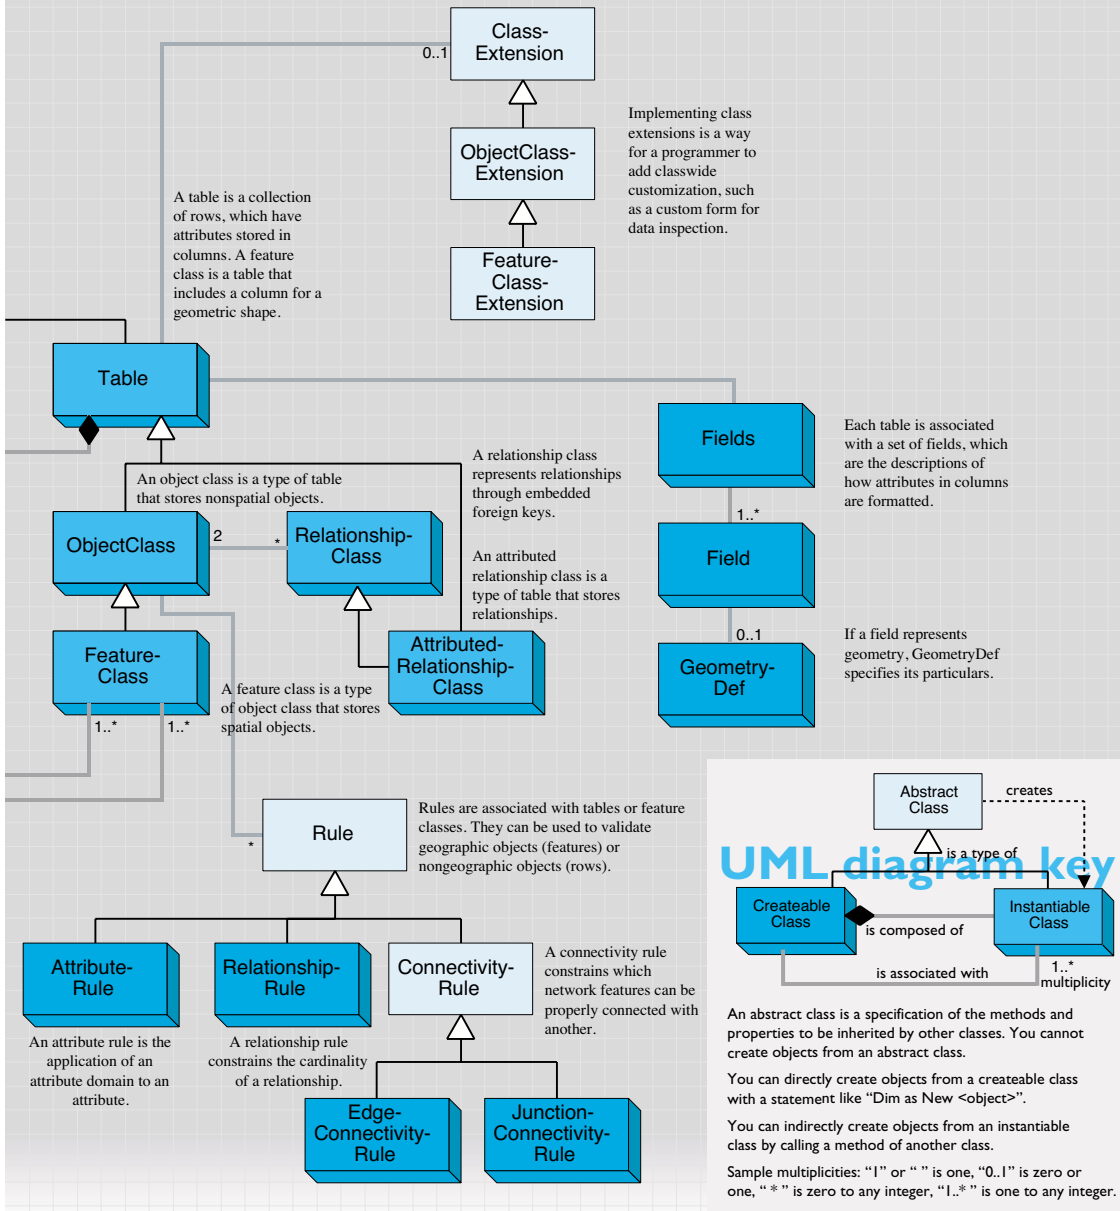 Class-
Extension
0..1
ObjectClass-
Extension
Feature-
Class-
Extension
Implementing class
extensions is a way
for a programmer to
add classwide
customization, such
as a custom form for
data inspection.
A table is a collection
of rows, which have
attributes stored in
columns. A feature
class is a table that
includes a column for a
geometric shape.
Table
Fields
Each table is associated
with a set of fields, which
are the descriptions of
how attributes in columns
are formatted.
An object class is a type of table
that stores nonspatial objects.
A relationship class
represents relationships
through embedded
foreign keys.
1..*
ObjectClass
2
*
Relationship-
Class
Field
An attributed
relationship class is a
type of table that stores
relationships.
0..1
Feature-
Class
Attributed-
Relationship-
Class
Geometry-
Def
If a field represents
geometry, GeometryDef
specifies its particulars.
A feature class is a type
of object class that stores
spatial objects.
1..*
1..*
Rule
*
Rules are associated with tables or feature
classes. They can be used to validate
geographic objects (features) or
nongeographic objects (rows).
Attribute-
Rule
Relationship-
Rule
Connectivity-
Rule
A connectivity rule
constrains which
network features can be
properly connected with
another.
An attribute rule is the
application of an
attribute domain to an
attribute.
A relationship rule
constrains the cardinality
of a relationship.
Edge-
Connectivity-
Rule
Junction-
Connectivity-
Rule
Abstract
Class
creates
is a type of
UML diagram key
Createable
Class
is composed of
Instantiable
Class
is associated with
1..*
multiplicity
An abstract class is a specification of the methods and
properties to be inherited by other classes. You cannot
create objects from an abstract class.
You can directly create objects from a createable class
with a statement like “Dim as New <object>”.
You can indirectly create objects from an instantiable
class by calling a method of another class.
Sample multiplicities: “1” or “ ” is one, “0..1” is zero or
one, “ * ” is zero to any integer, “1..* ” is one to any integer.